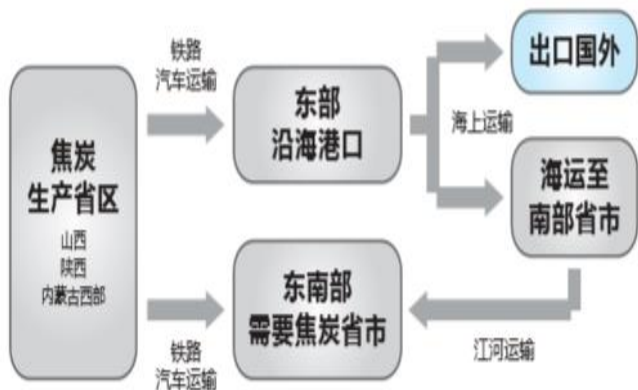 焦炭
生产省区
山西
陕西
内蒙古西部
铁路
汽车运输
东部
沿海港口
海上运输
出口国外
海运至
南部省市
江河运输
铁路
汽车运输
东南部
需要焦炭省市